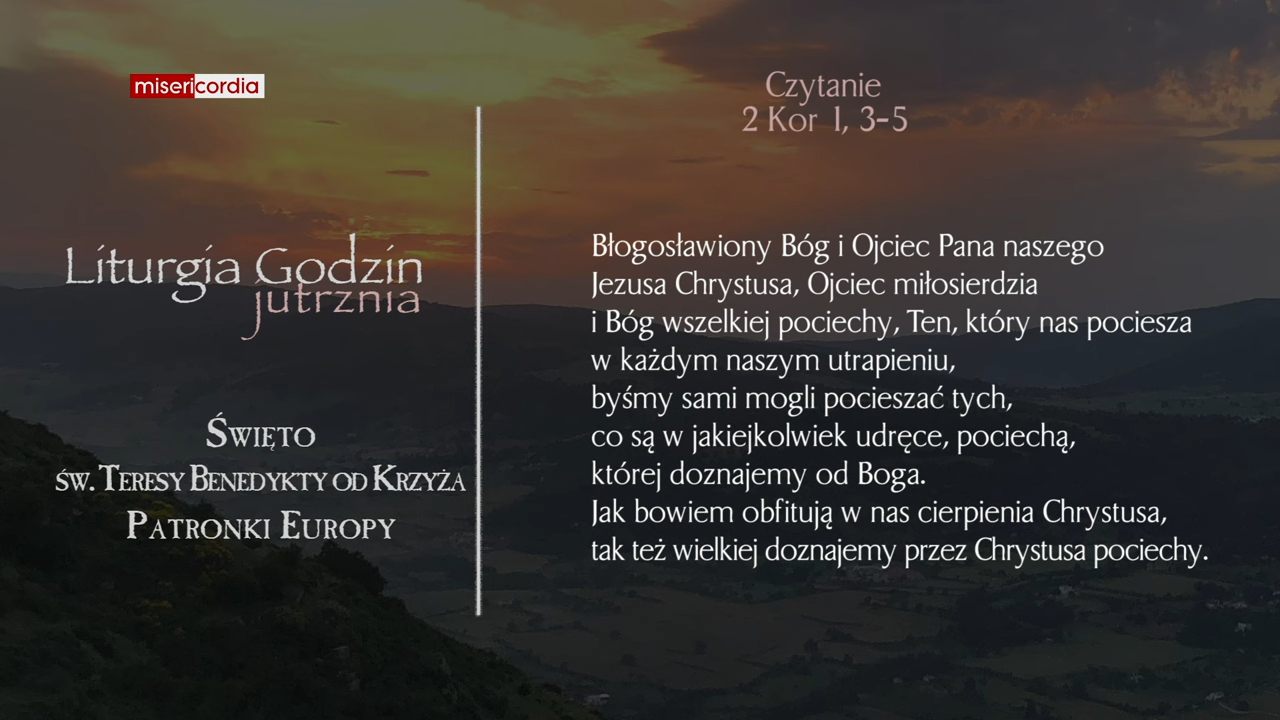 misericordia
Liturgia Godzin
jutrznia
Święto
św. Teresy Benedykty od Krzyża
Patronki Europy
Czytanie
2 Kor 1, 3-5
Błogosławiony Bóg i Ojciec Pana naszego
Jezusa Chrystusa, Ojciec miłosierdzia
i Bóg wszelkiej pociechy, Ten, który nas pociesza
w każdym naszym utrapieniu,
byśmy sami mogli pocieszać tych,
co są w jakiejkolwiek udręce, pociechą,
której doznajemy od Boga.
Jak bowiem obfitują w nas cierpienia Chrystusa,
tak też wielkiej doznajemy przez Chrystusa pociechy.